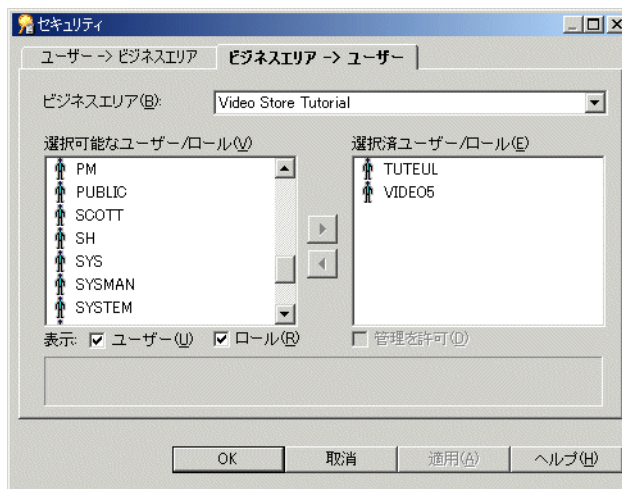 セキュリティ
ユーザー -> ビジネスエリア
ビジネスエリア -> ユーザー
ビジネスエリア(B):
Video Store Tutorial
選択可能なユーザー/ロール(V)
選択済ユーザー/ロール(E)
PM
PUBLIC
SCOTT
SH
SYS
SYSMAN
SYSTEM
TUTEUL
VIDEO5
表示: ユーザー(U) ロール(R)
管理を許可(D)
OK
取消
適用(A)
ヘルプ(H)